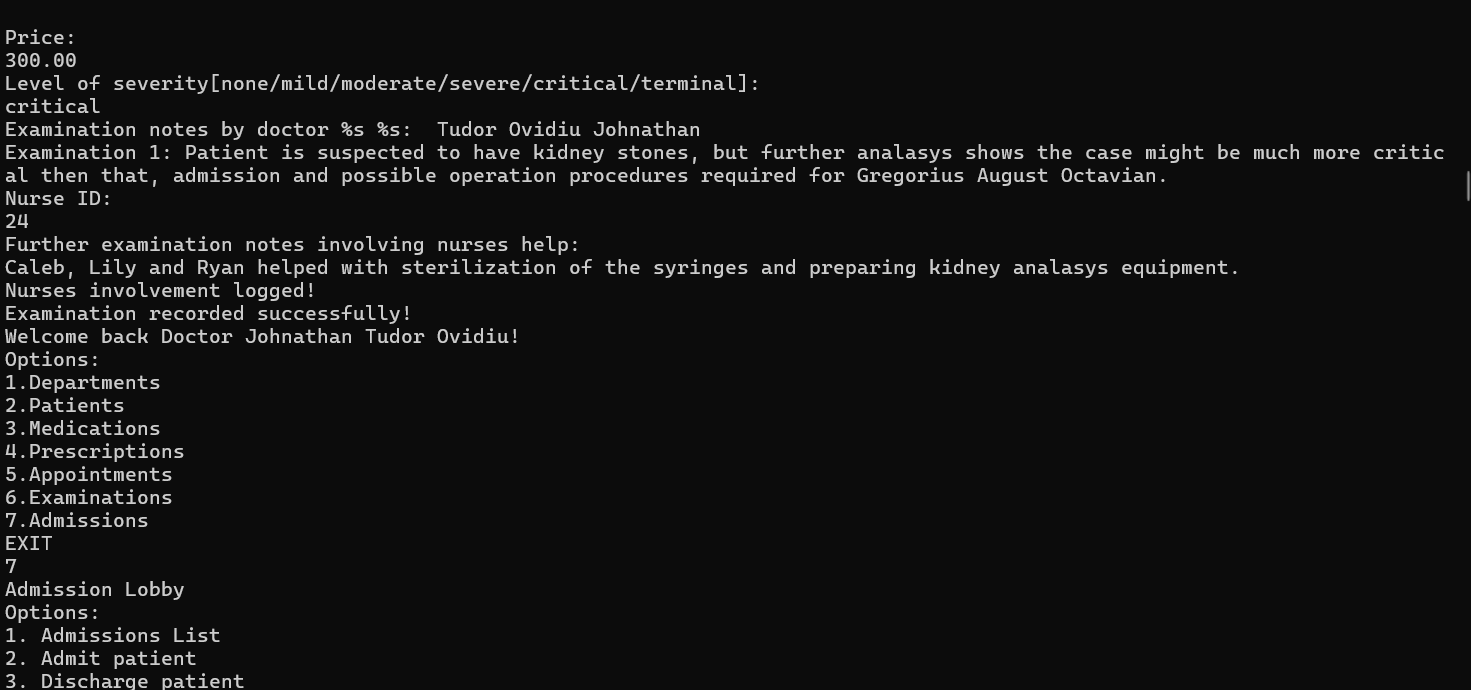 Price:
300.00
Level of severity[none/mild/moderate/severe/critical/terminal]:
critical
Examination notes by doctor %s %s:  Tudor Ovidiu Johnathan
Examination 1: Patient is suspected to have kidney stones, but further analasys shows the case might be much more critic
al then that, admission and possible operation procedures required for Gregorius August Octavian.
Nurse ID:
24
Further examination notes involving nurses help:
Caleb, Lily and Ryan helped with sterilization of the syringes and preparing kidney analasys equipment.
Nurses involvement logged!
Examination recorded successfully!
Welcome back Doctor Johnathan Tudor Ovidiu!
Options:
1.Departments
2.Patients
3.Medications
4.Prescriptions
5.Appointments
6.Examinations
7.Admissions
EXIT
7
Admission Lobby
Options:
1. Admissions List
2. Admit patient
3. Discharge patient